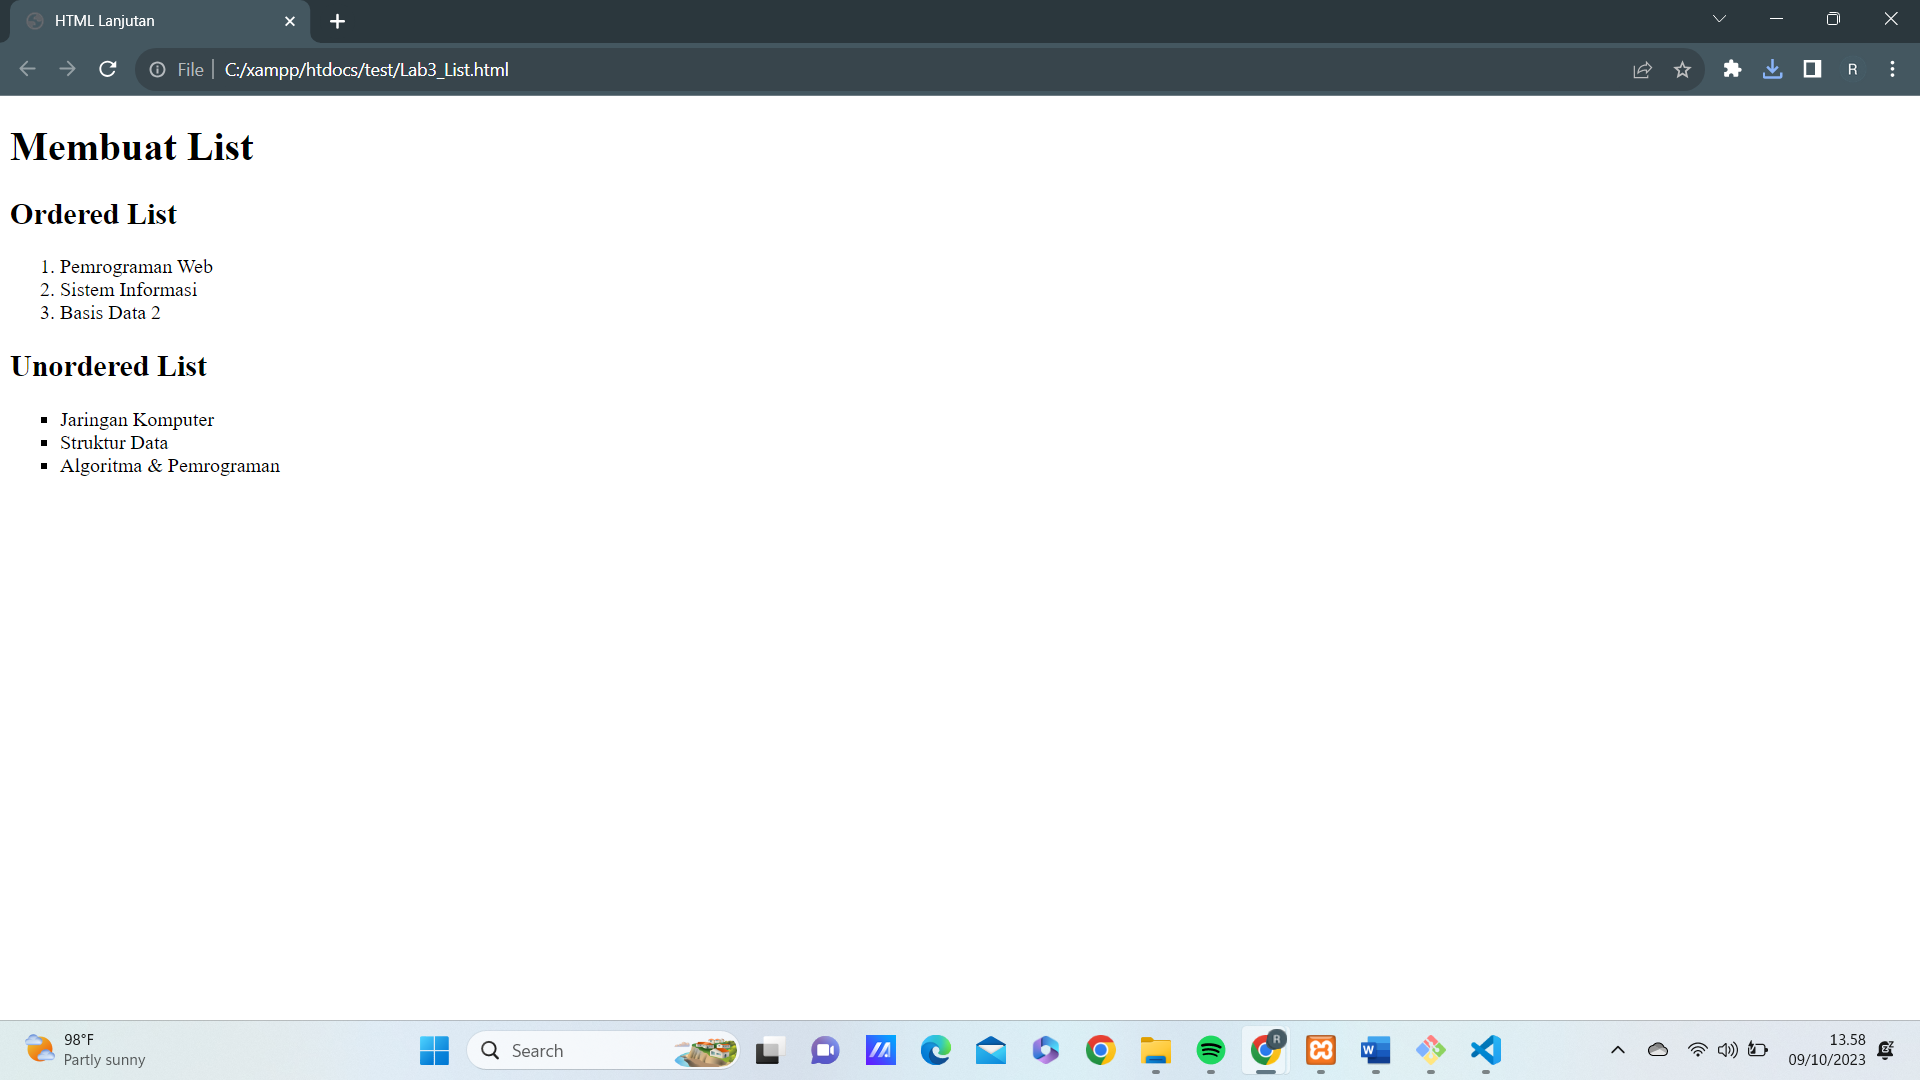 HTML Lanjutan
File
C:/xampp/htdocs/test/Lab3_List.html
R
Membuat List
Ordered List
1. Pemrograman Web
2. Sistem Informasi
3. Basis Data 2
Unordered List
▪ Jaringan Komputer
▪ Struktur Data
▪ Algoritma & Pemrograman
98°F
Partly sunny
Search
R
W
13.58
09/10/2023